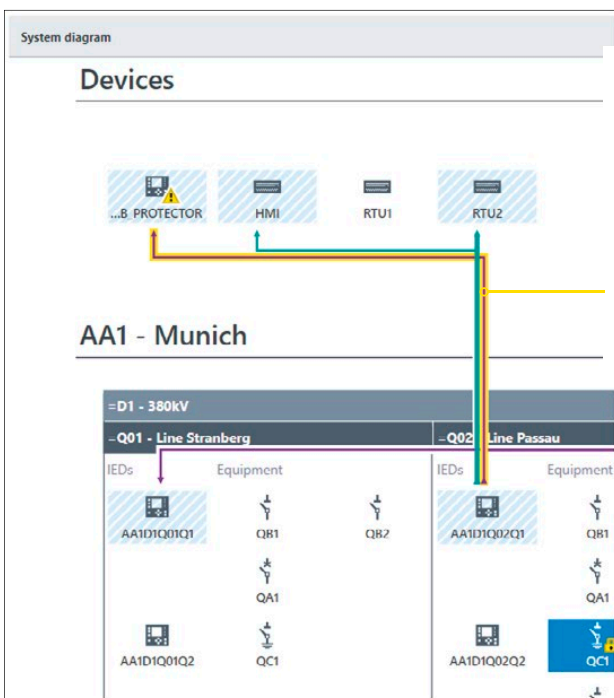 System diagram
Devices
...B_PROTECTOR HMI RTU1 RTU2
AA1 - Munich
=D1 - 380kV
–Q01 - Line Stranberg –Q02 - Line Passau
IEDs Equipment IEDs Equipment
AA1D1Q01Q1 QB1 QB2 AA1D1Q02Q1 QB1
QA1 QA1
AA1D1Q01Q2 QC1 AA1D1Q02Q2 QC1